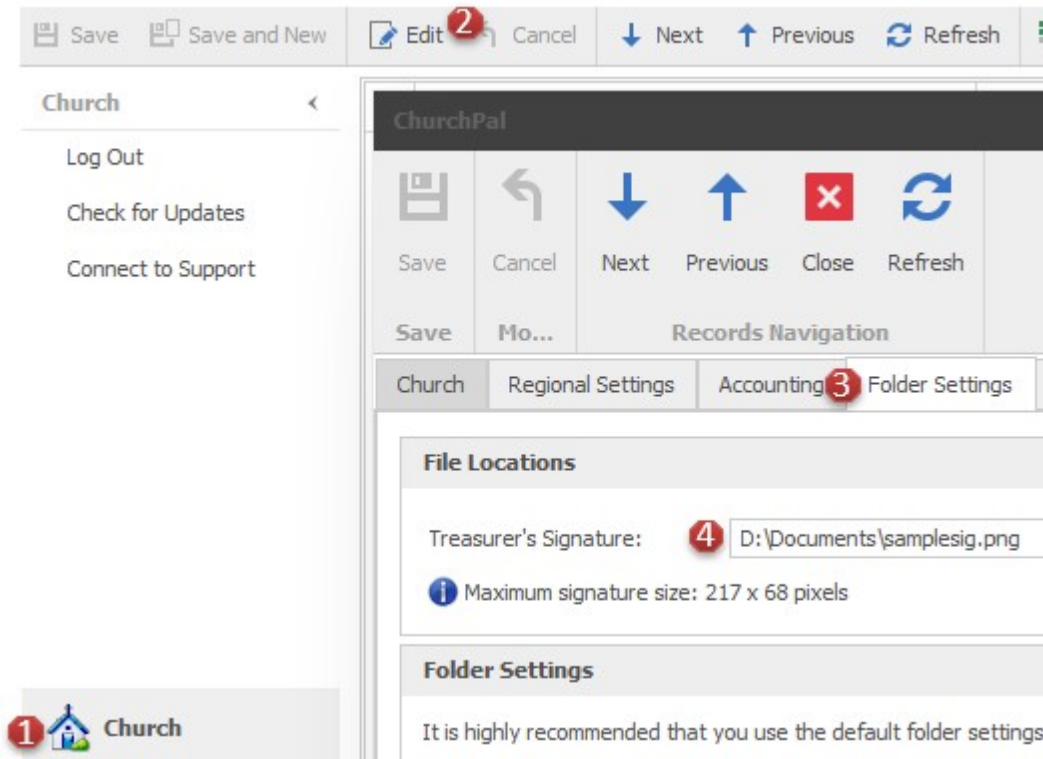 Save Save and New Edit 2 Cancel Next Previous Refresh
Church
Log Out
Check for Updates
Connect to Support
1 Church
ChurchPal
Save Cancel Next Previous Close Refresh
Save Mo... Records Navigation
Church Regional Settings Accounting 3 Folder Settings
File Locations
Treasurer's Signature: 4 D:\Documents\samplesig.png
Maximum signature size: 217 x 68 pixels
Folder Settings
It is highly recommended that you use the default folder settings